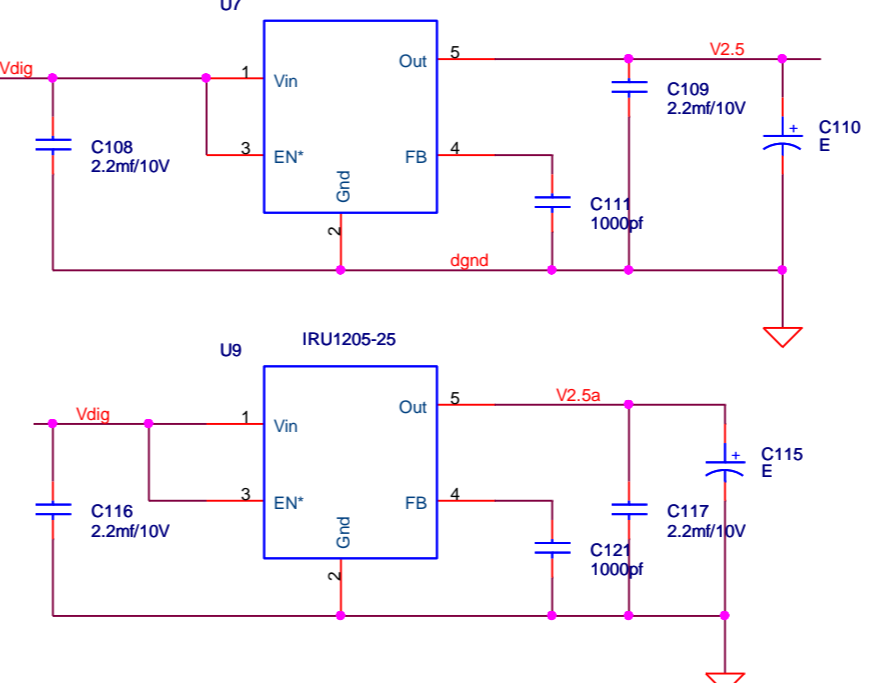 U7
Vdig
1
Vin
3
EN*
Gnd
2
Out
5
FB
4
V2.5
C108
2.2mf/10V
C109
2.2mf/10V
C110
E
C111
1000pf
dgnd
U9
IRU1205-25
Vdig
1
Vin
3
EN*
Gnd
2
Out
5
FB
4
V2.5a
C115
E
C116
2.2mf/10V
C117
2.2mf/10V
C121
1000pf